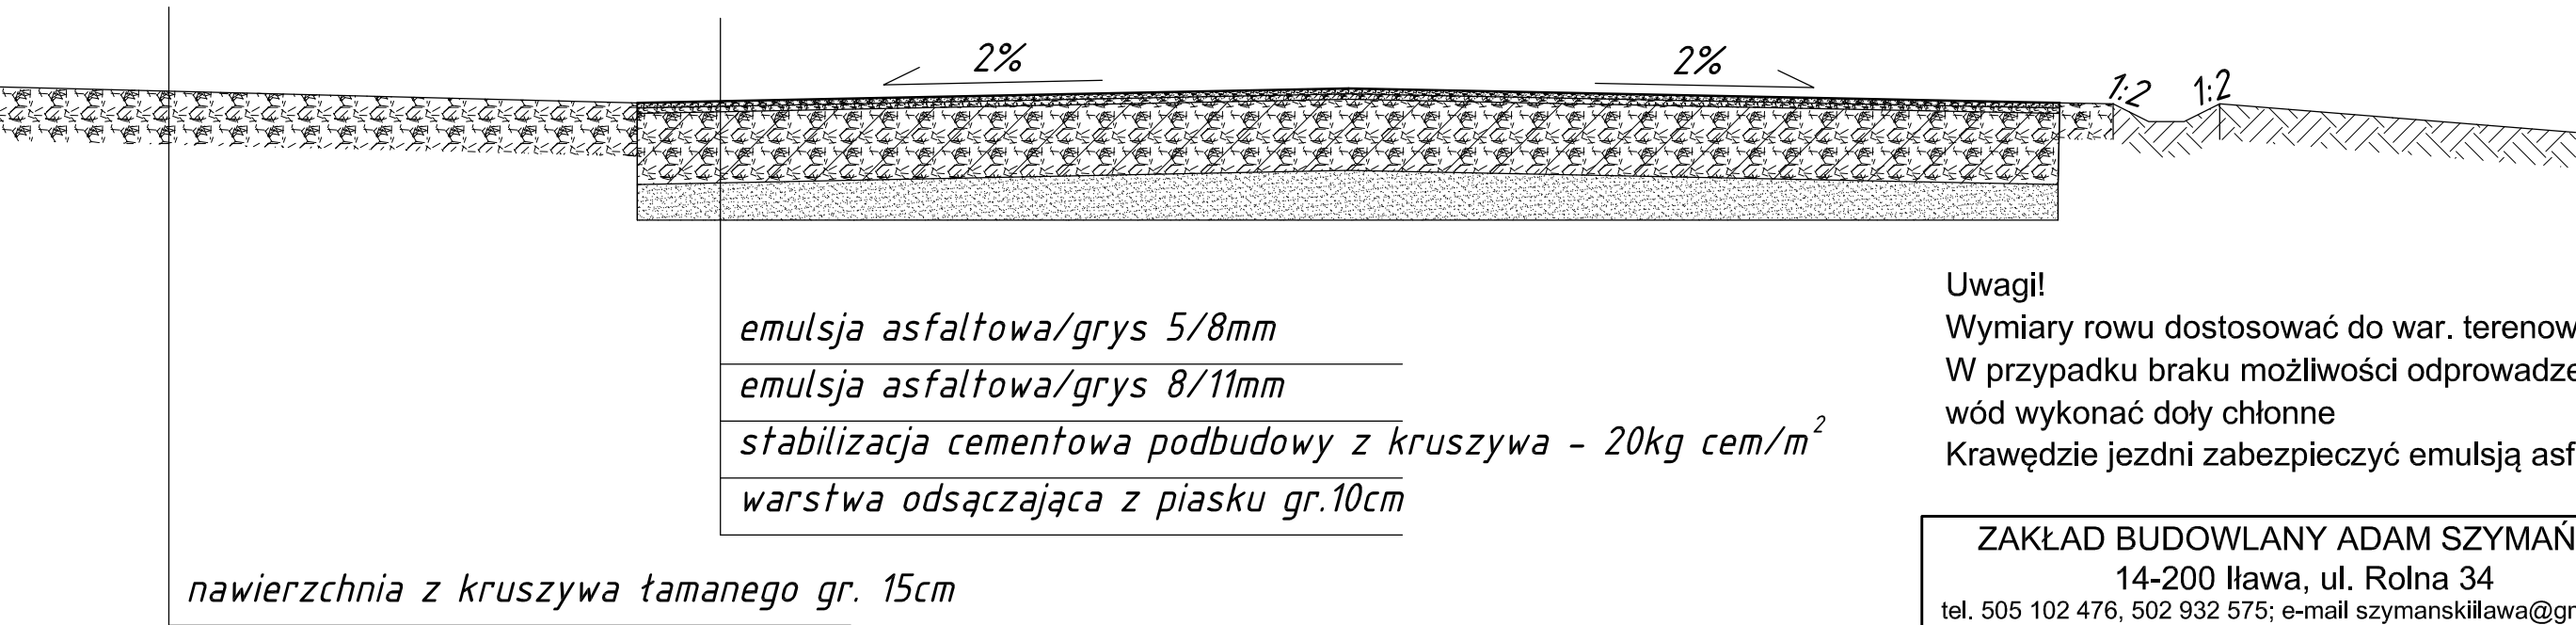 2%
2%
1:2
1:2
emulsja asfaltowa/grys 5/8mm
emulsja asfaltowa/grys 8/11mm
stabilizacja cementowa podbudowy z kruszywa - 20kg cem/m²
warstwa odsączająca z piasku gr.10cm
nawierzchnia z kruszywa łamanego gr. 15cm
Uwagi!
Wymiary rowu dostosować do war. terenow
W przypadku braku możliwości odprowadze
wód wykonać doły chłonne
Krawędzie jezdni zabezpieczyć emulsją asf
ZAKŁAD BUDOWLANY ADAM SZYMAŃ
14-200 Iława, ul. Rolna 34
tel. 505 102 476, 502 932 575; e-mail szymanskiilawa@gm